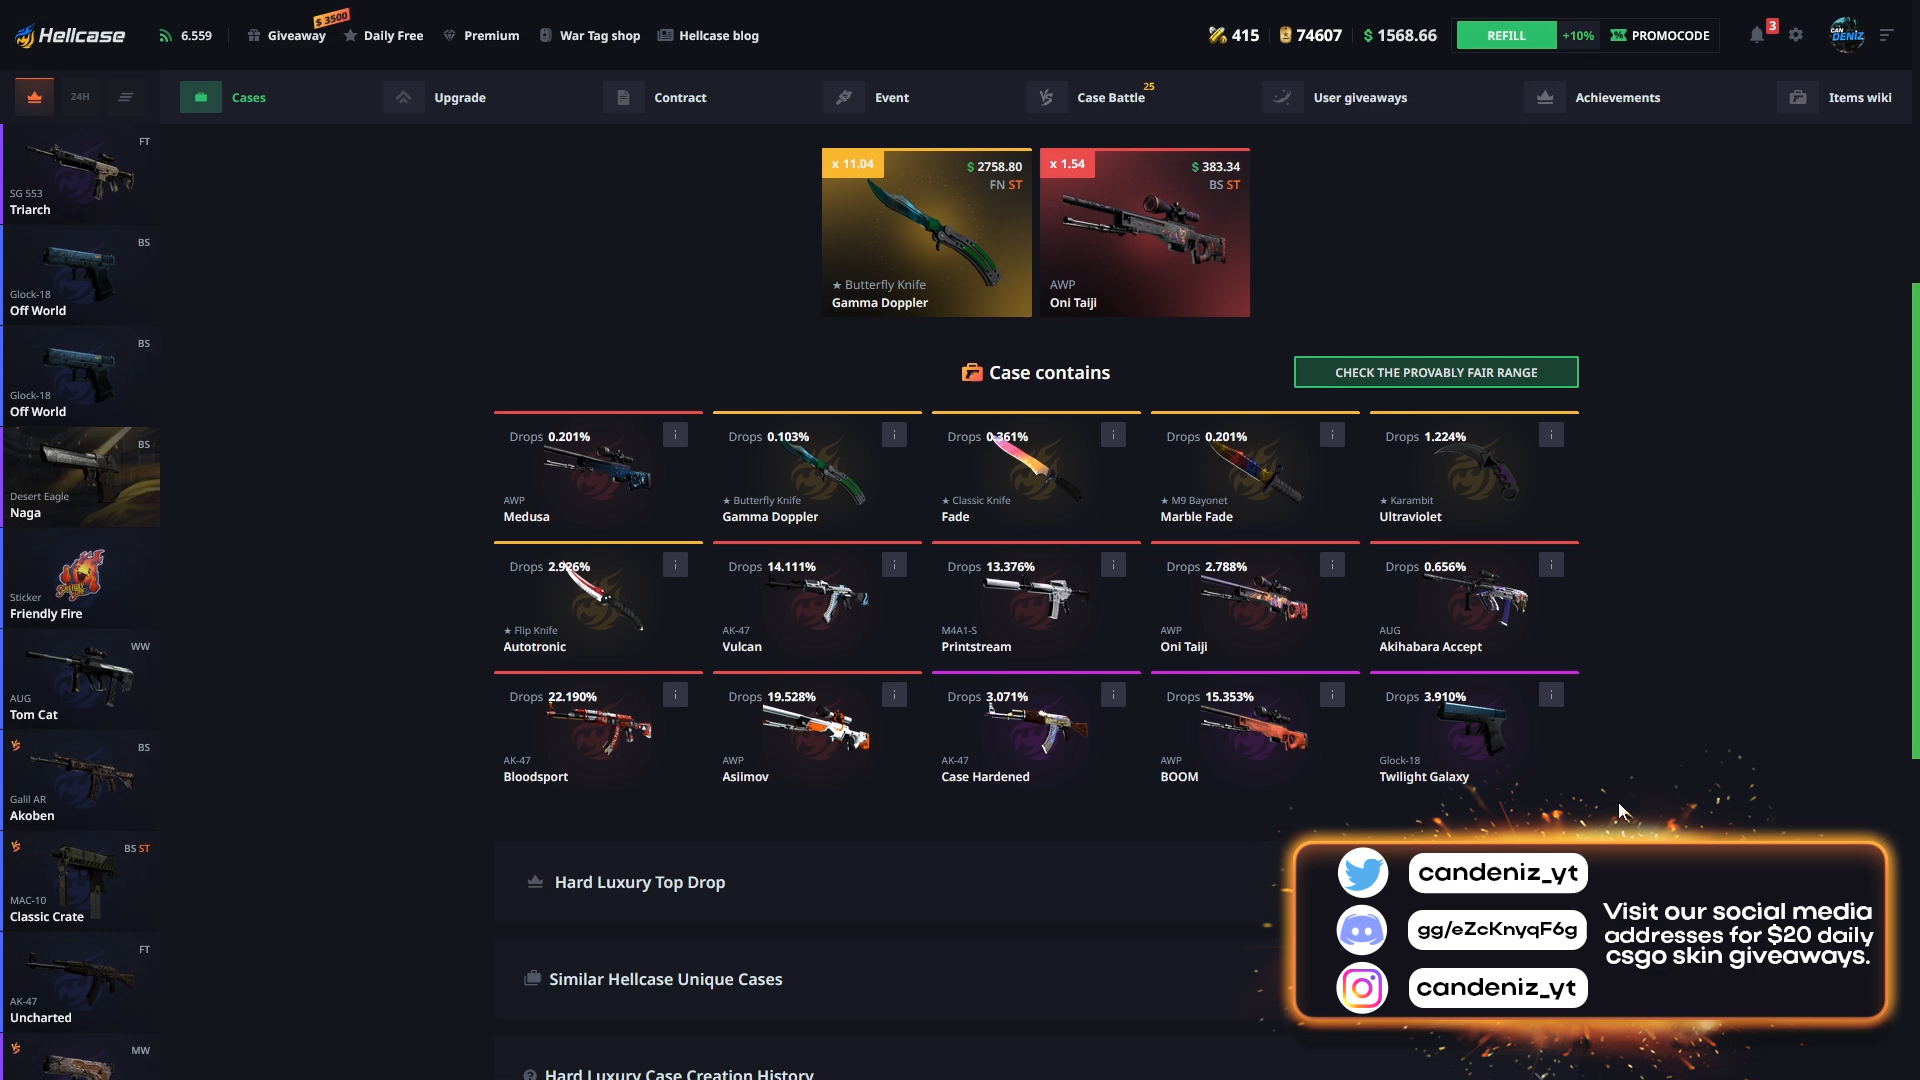 Hellcase
6.559
Giveaway
$ 3500
Daily Free
Premium
War Tag shop
Hellcase blog
415
74607
$ 1568.66
REFILL
+10%
PROMOCODE
3
CAN DENIZ
24H
Cases
Upgrade
Contract
Event
Case Battle
25
User giveaways
Achievements
Items wiki
FT
SG 553
Triarch
BS
Glock-18
Off World
BS
Glock-18
Off World
BS
Desert Eagle
Naga
Sticker
Friendly Fire
WW
AUG
Tom Cat
BS
Galil AR
Akoben
BS ST
MAC-10
Classic Crate
FT
AK-47
Uncharted
MW
x 11.04
$ 2758.80
FN ST
★ Butterfly Knife
Gamma Doppler
x 1.54
$ 383.34
BS ST
AWP
Oni Taiji
Case contains
CHECK THE PROVABLY FAIR RANGE
Drops 0.201%
AWP
Medusa
Drops 0.103%
★ Butterfly Knife
Gamma Doppler
Drops 0.361%
★ Classic Knife
Fade
Drops 0.201%
★ M9 Bayonet
Marble Fade
Drops 1.224%
★ Karambit
Ultraviolet
Drops 2.926%
★ Flip Knife
Autotronic
Drops 14.111%
AK-47
Vulcan
Drops 13.376%
M4A1-S
Printstream
Drops 2.788%
AWP
Oni Taiji
Drops 0.656%
AUG
Akihabara Accept
Drops 22.190%
AK-47
Bloodsport
Drops 19.528%
AWP
Asiimov
Drops 3.071%
AK-47
Case Hardened
Drops 15.353%
AWP
BOOM
Drops 3.910%
Glock-18
Twilight Galaxy
Hard Luxury Top Drop
Similar Hellcase Unique Cases
Hard Luxury Case Creation History
candeniz_yt
gg/eZcKnyqF6g
candeniz_yt
Visit our social media
addresses for $20 daily
csgo skin giveaways.